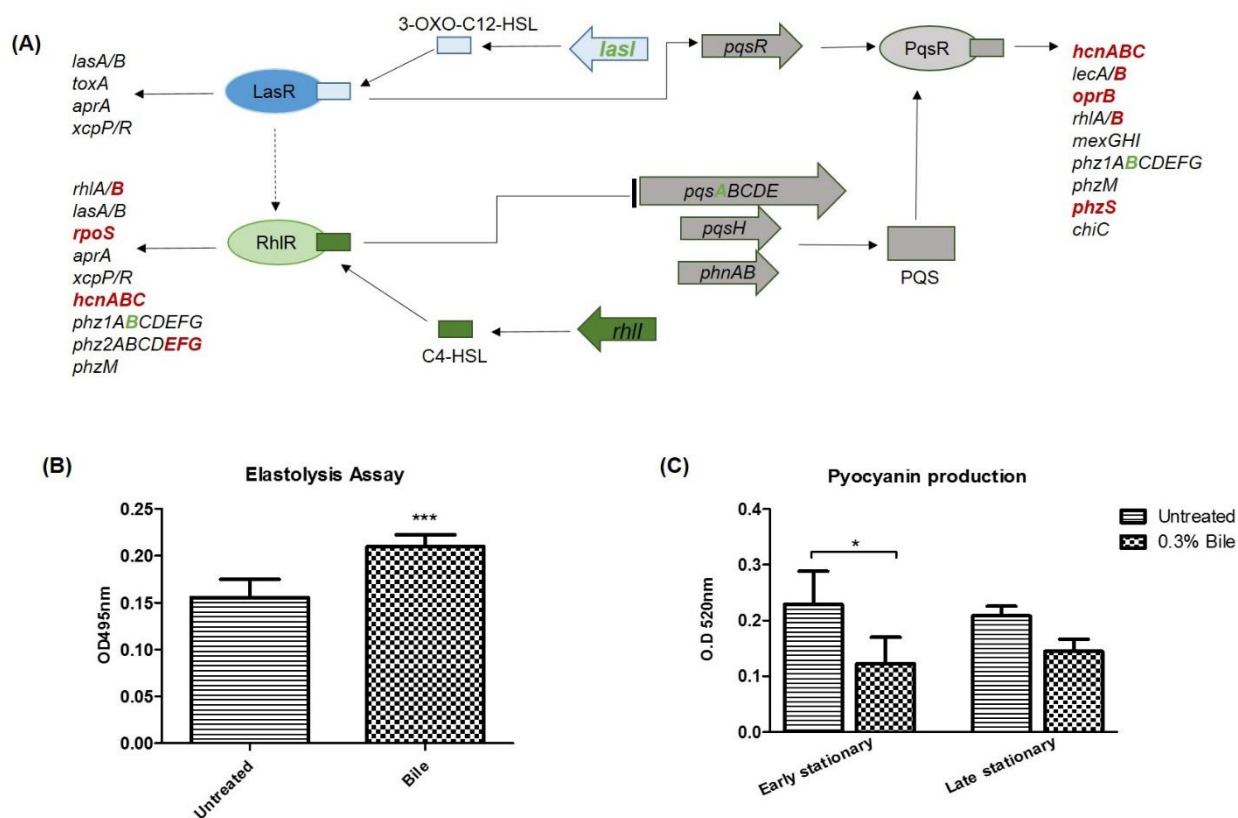 (A)
3-OXO-C12-HSL
lasI
pqsR
PqsR
LasR
lasA/B
toxA
aprA
xcpP/R
hcnABC
lecA/B
oprB
rhlA/B
mexGHI
phz1ABCDEFG
phzM
phzS
chiC
rhlA/B
lasA/B
rpoS
aprA
xcpP/R
hcnABC
phz1ABCDEFG
phz2ABCDEFG
phzM
RhlR
pqsABCDE
pqsH
phnAB
PQS
rhlI
C4-HSL
(B)
Elastolysis Assay
OD495nm
0.25
0.20
0.15
0.10
0.05
0.00
***
Untreated
Bile
(C)
Pyocyanin production
O.D 520nm
0.4
0.3
0.2
0.1
0.0
*
Early stationary
Late stationary
Untreated
0.3% Bile